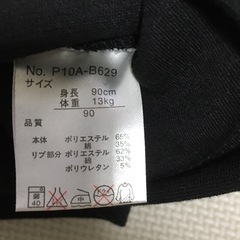 No. P10A-B629
サイズ
身長 90cm
体重 13kg
90
品質
本体 ポリエステル 65%
綿 35%
リブ部分 ポリエステル 62%
綿 33%
ポリウレタン 5%
40 中